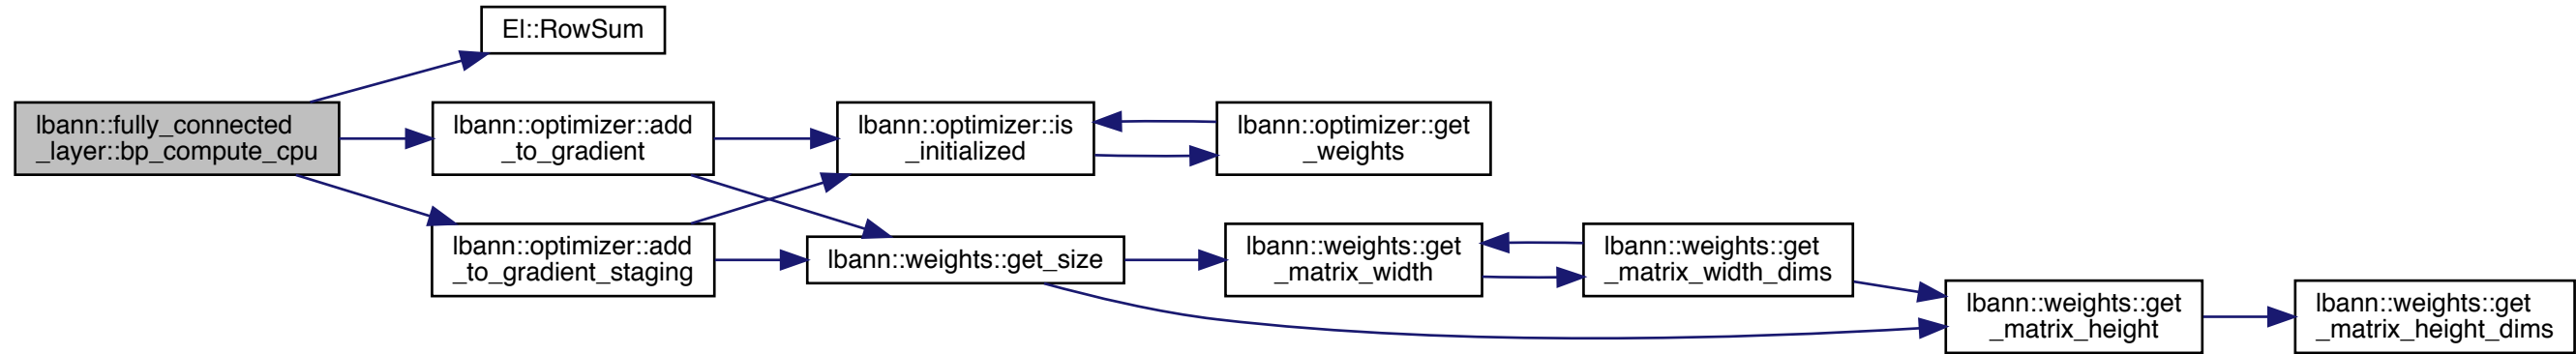 El::RowSum
lbann::fully_connected
_layer::bp_compute_cpu
lbann::optimizer::add
_to_gradient
lbann::optimizer::is
_initialized
lbann::optimizer::get
_weights
lbann::optimizer::add
_to_gradient_staging
lbann::weights::get_size
lbann::weights::get
_matrix_width
lbann::weights::get
_matrix_width_dims
lbann::weights::get
_matrix_height
lbann::weights::get
_matrix_height_dims